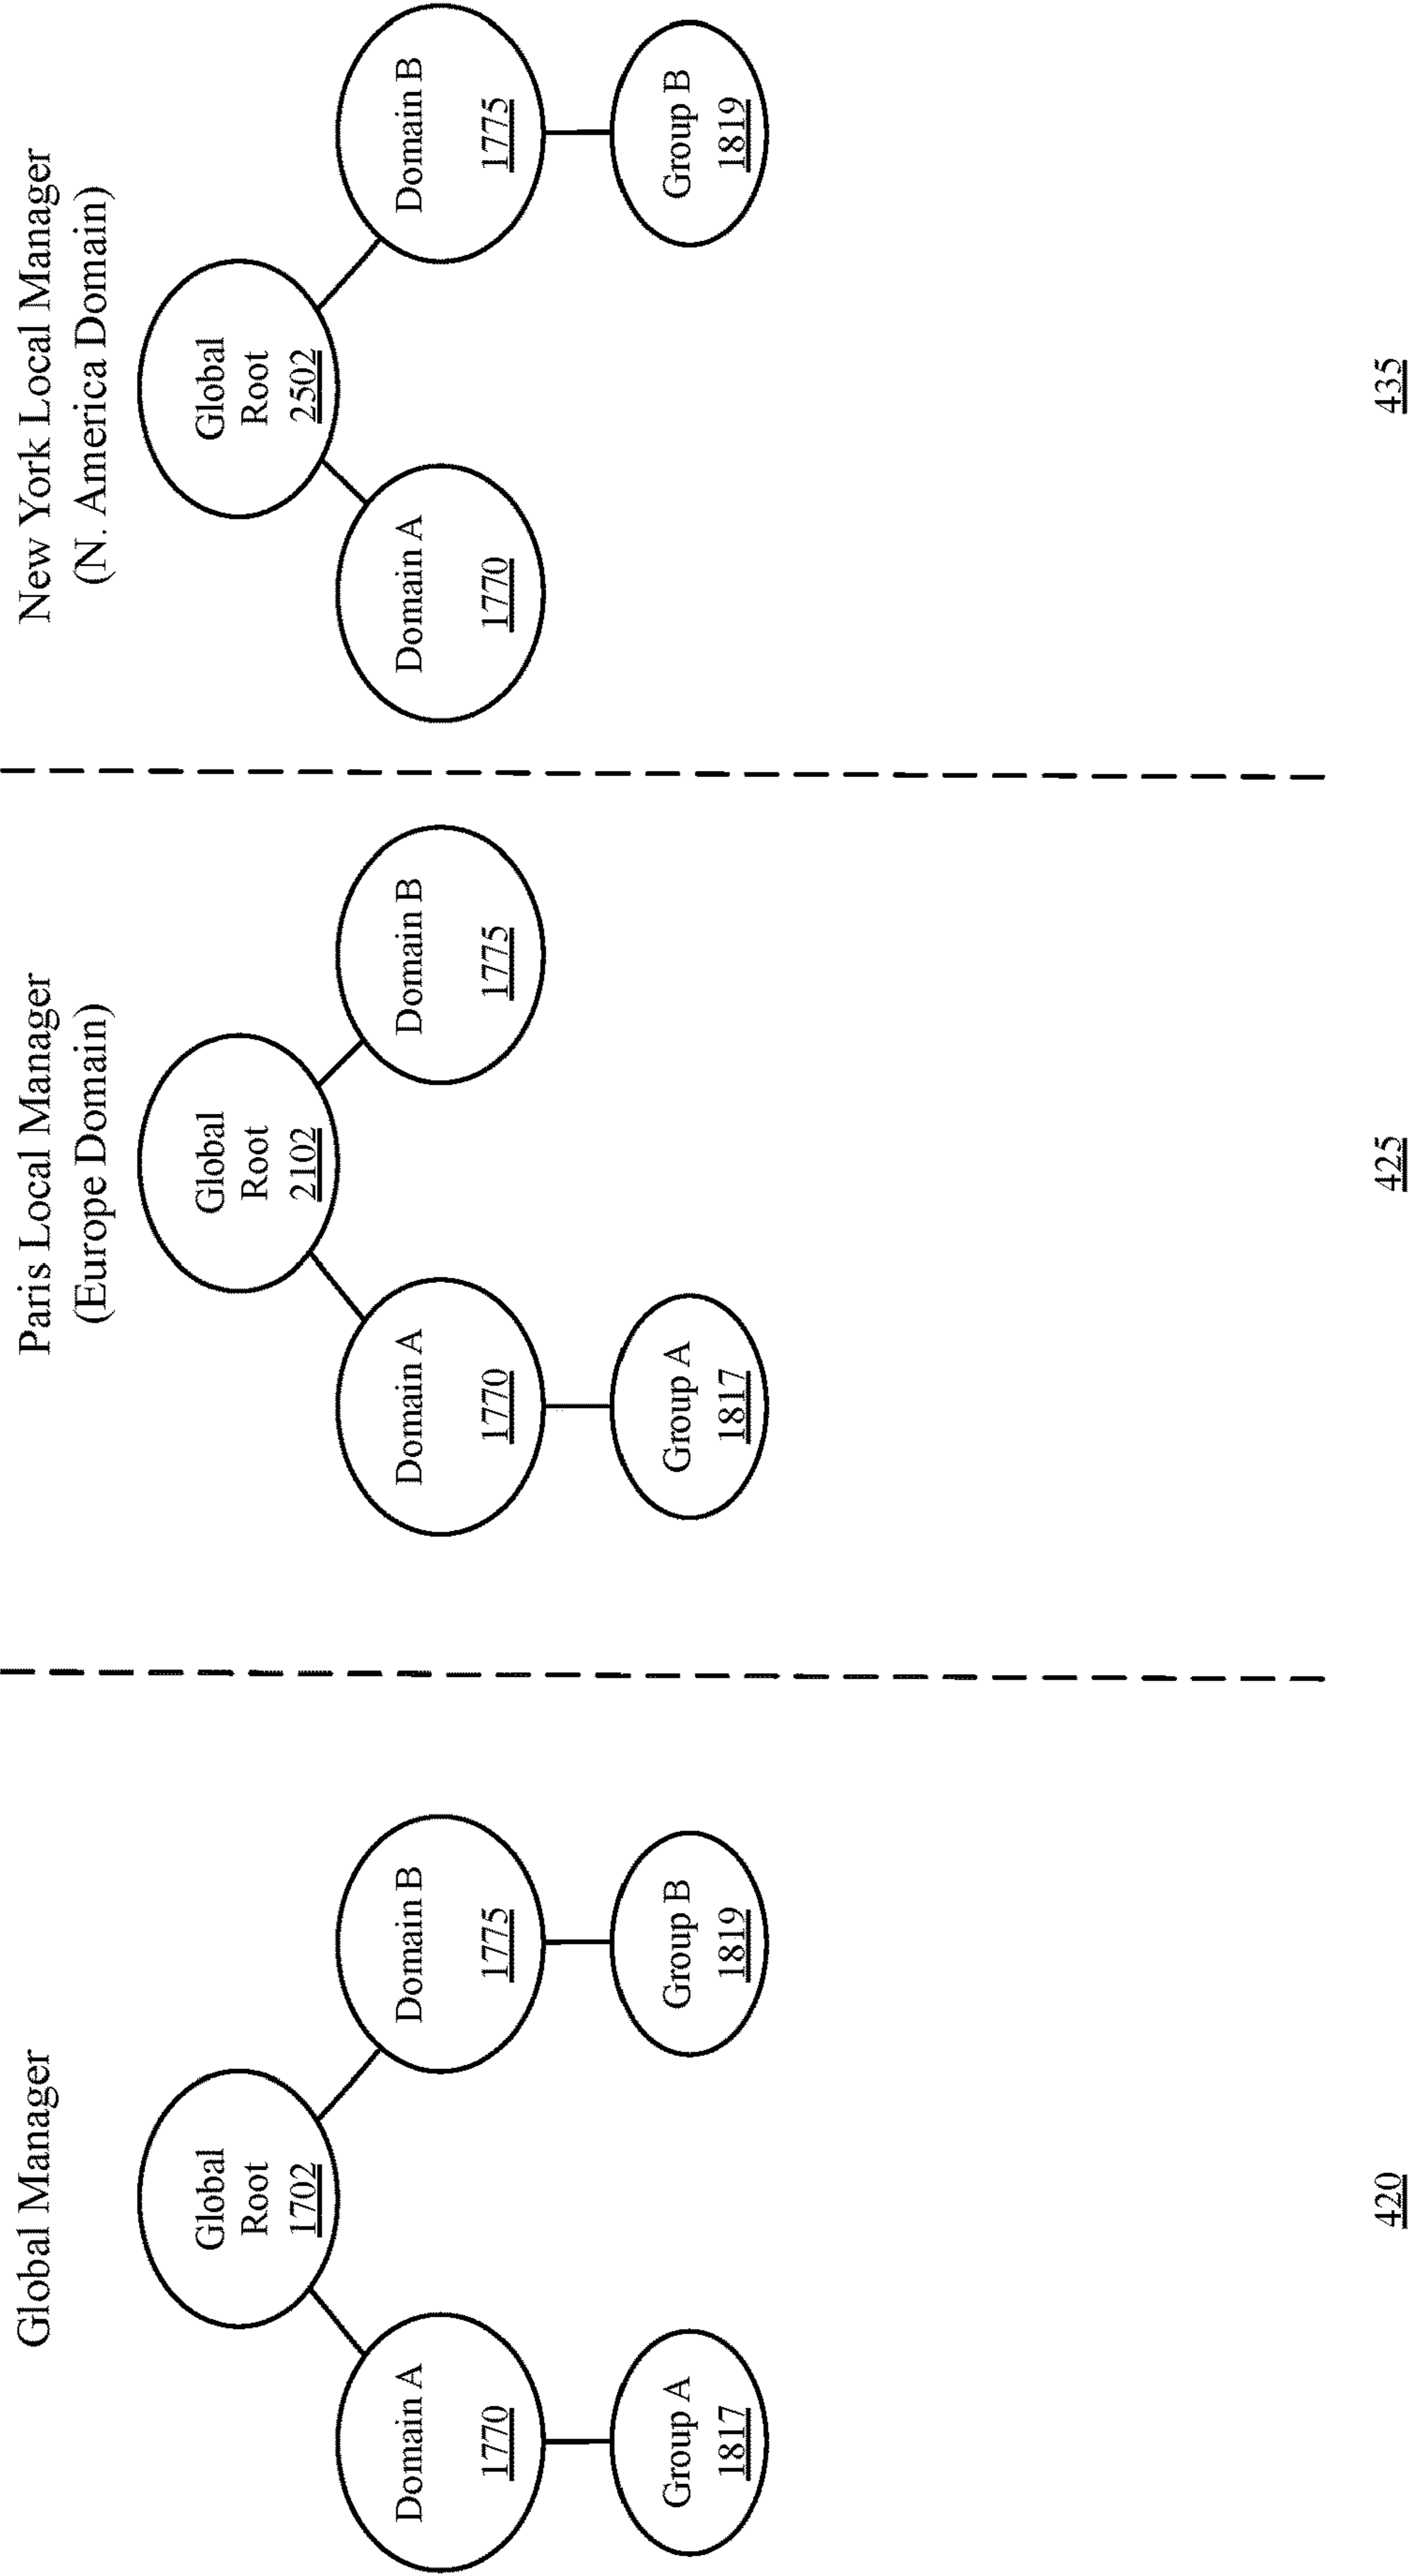 Global Manager
Global
Root
1702
Domain A
1770
Domain B
1775
Group A
1817
Group B
1819
420
Paris Local Manager
(Europe Domain)
Global
Root
2102
Domain A
1770
Domain B
1775
Group A
1817
425
New York Local Manager
(N. America Domain)
Global
Root
2502
Domain A
1770
Domain B
1775
Group B
1819
435